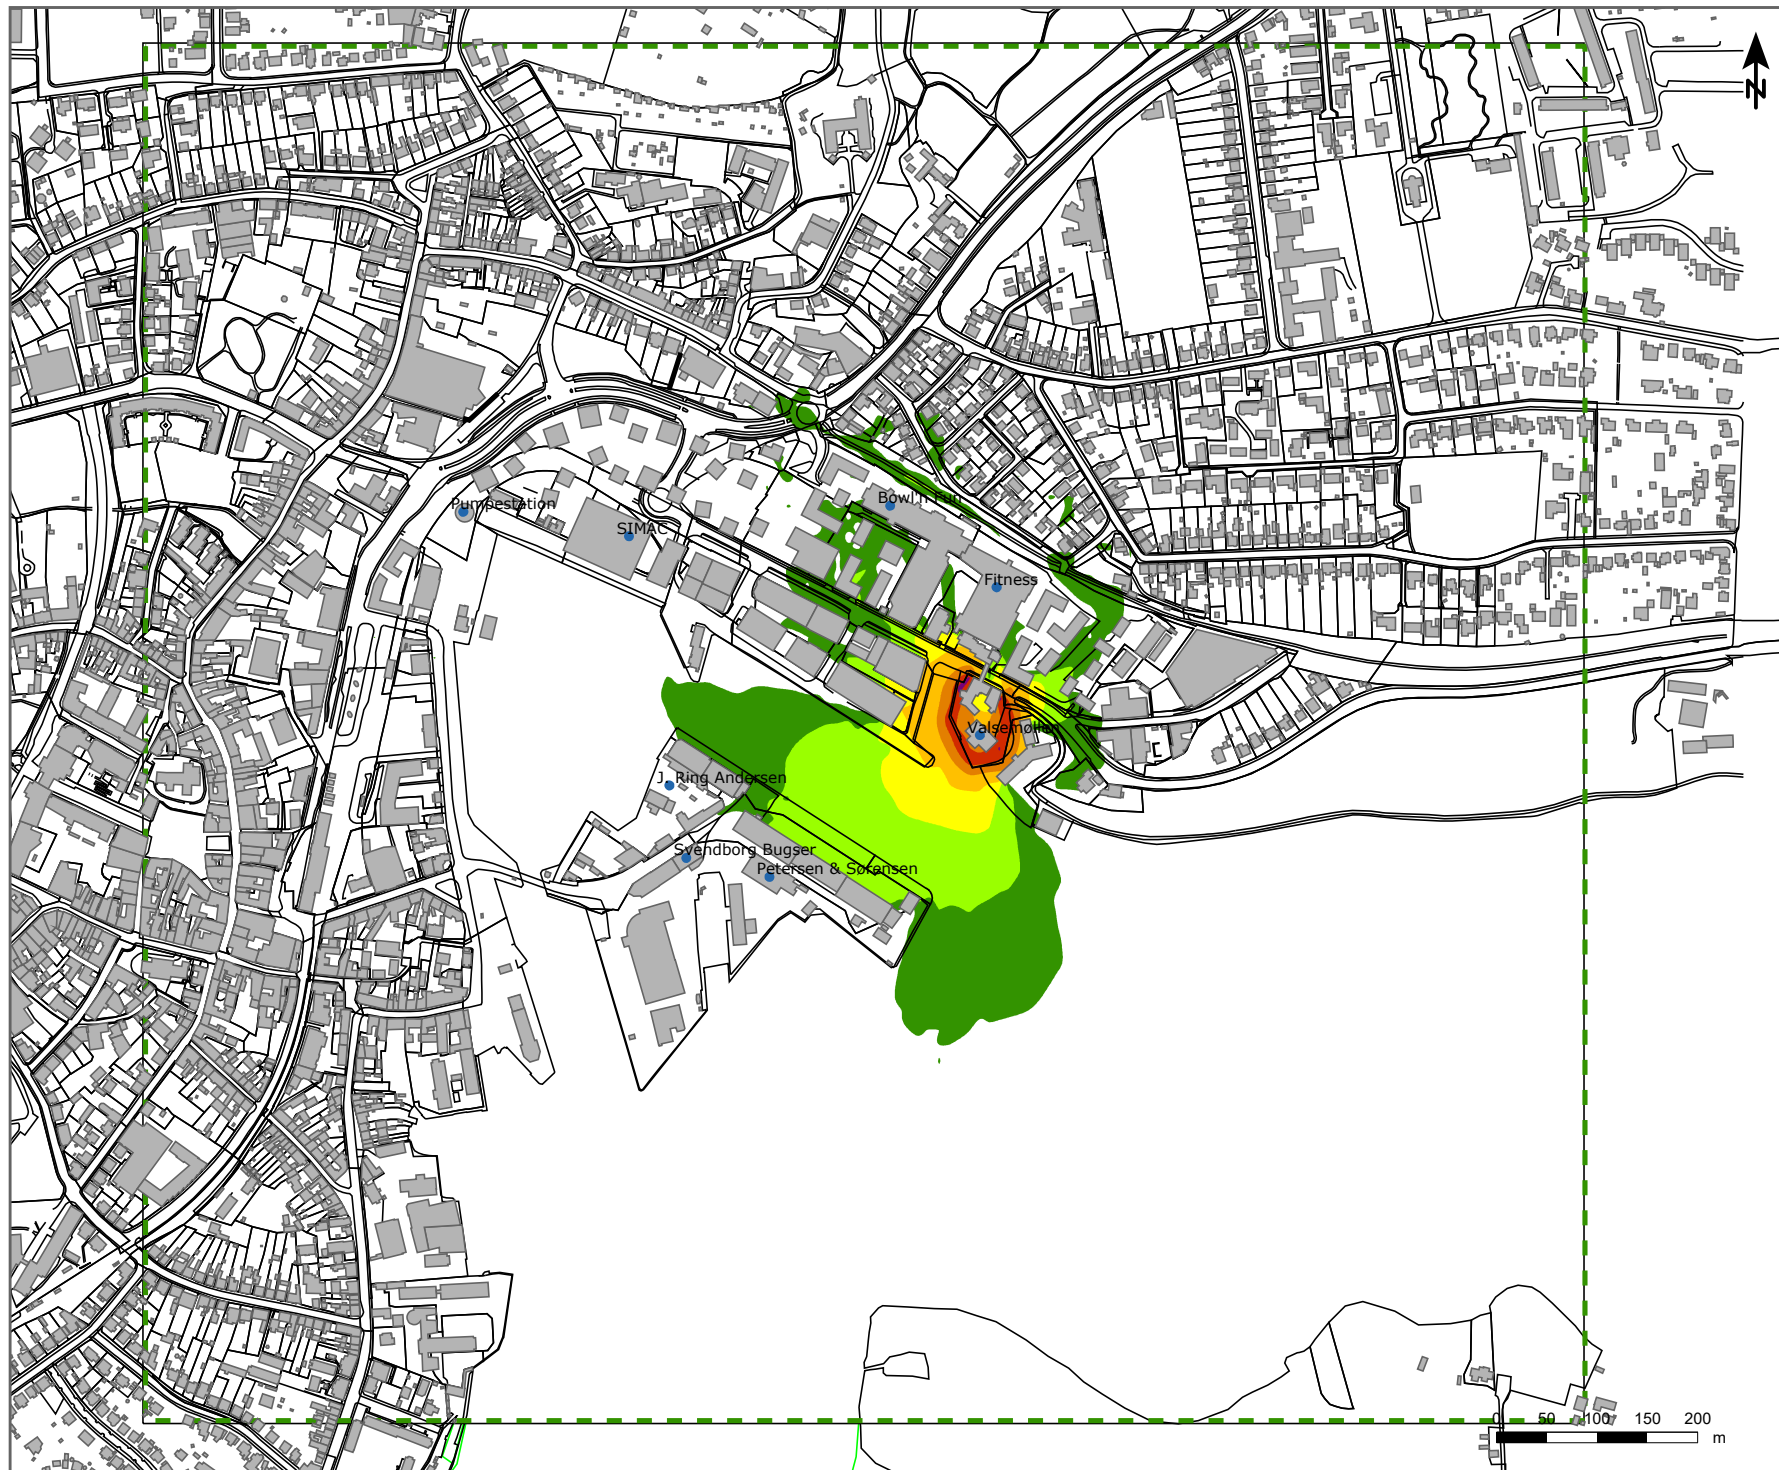 N
Bowl'n Fun
Pumpestation
SIMAC
Fitness
Valsemøllen
J. Ring Andersen
Svendborg Bugser
Petersen & Sørensen
0 50 100 150 200
m